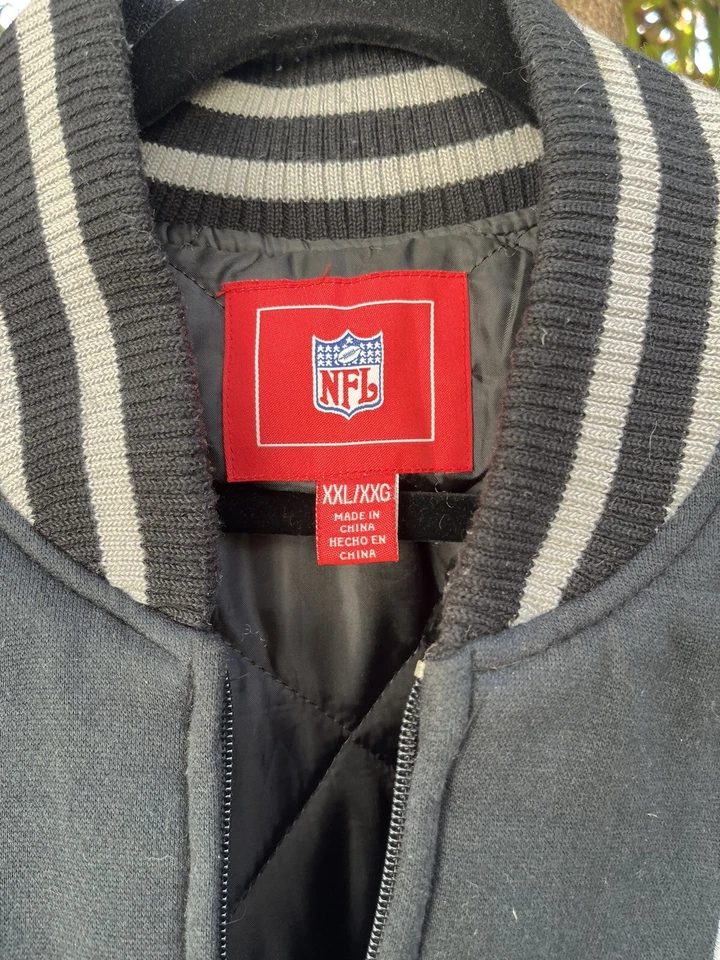 NFL
XXL/XXG
MADE IN
CHINA
HECHO EN
CHINA